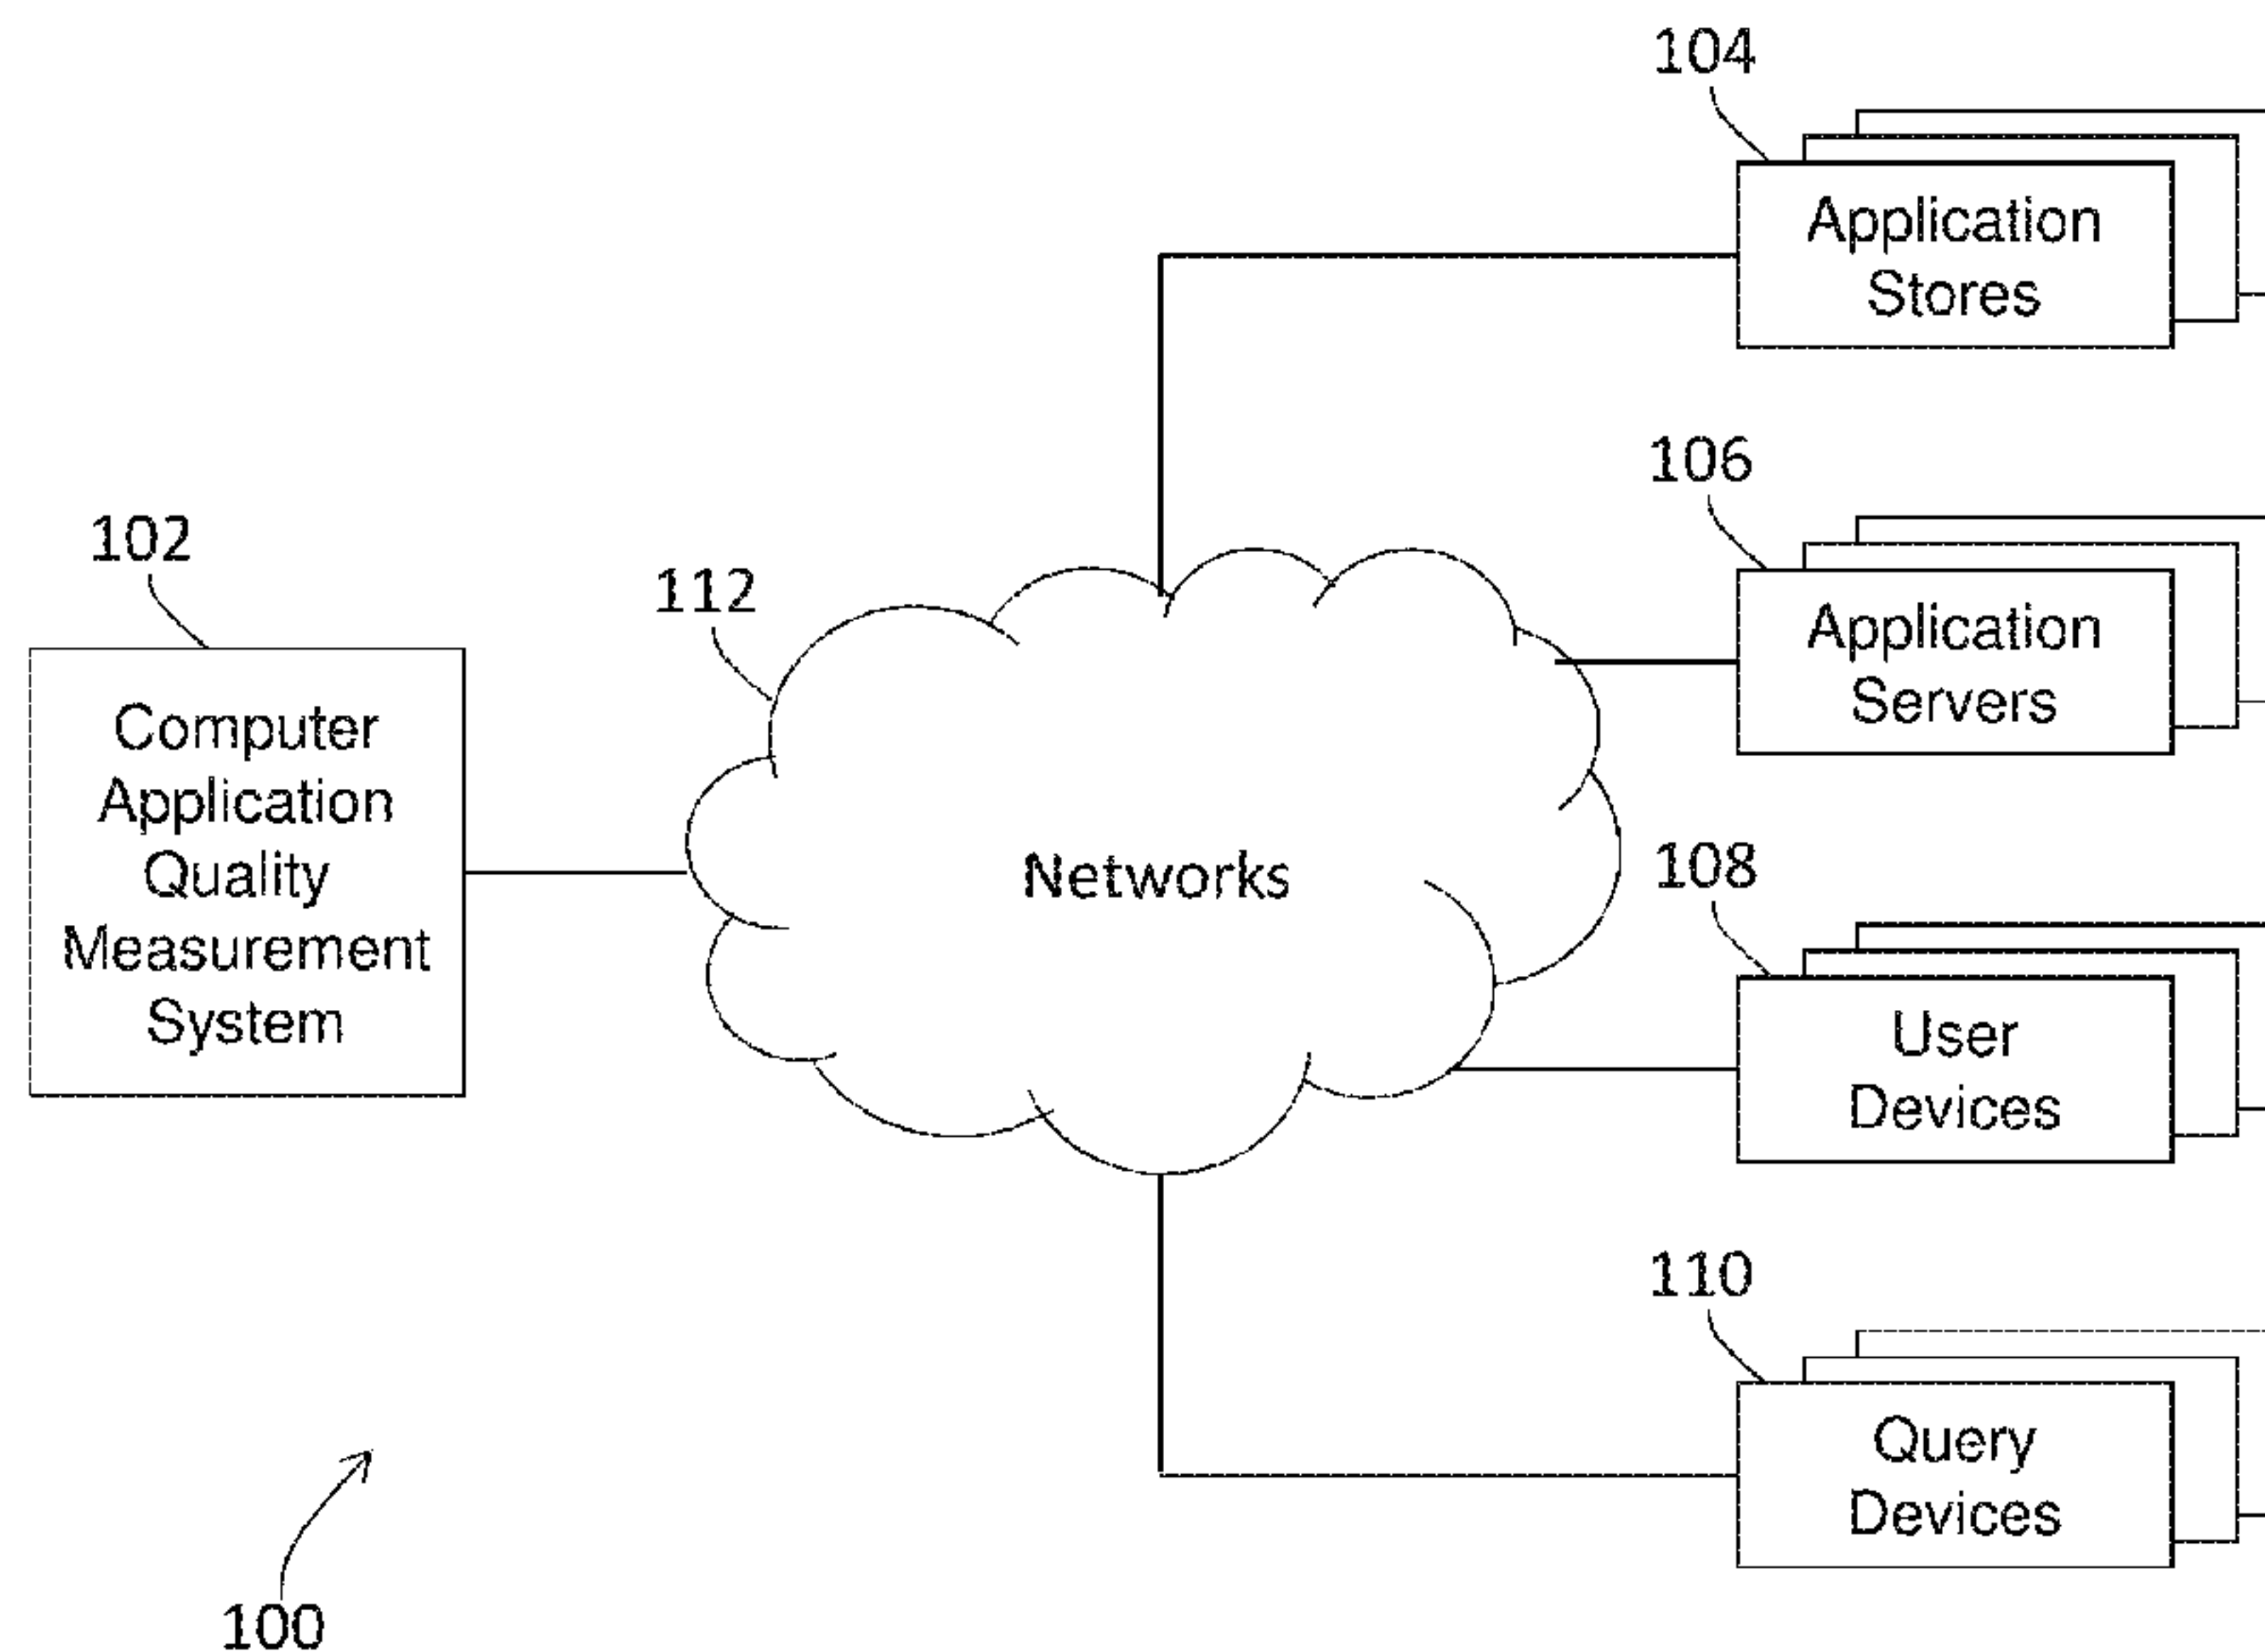 104
Application
Stores
106
Application
Servers
102
Computer
Application
Quality
Measurement
System
112
Networks
108
User
Devices
110
Query
Devices
100